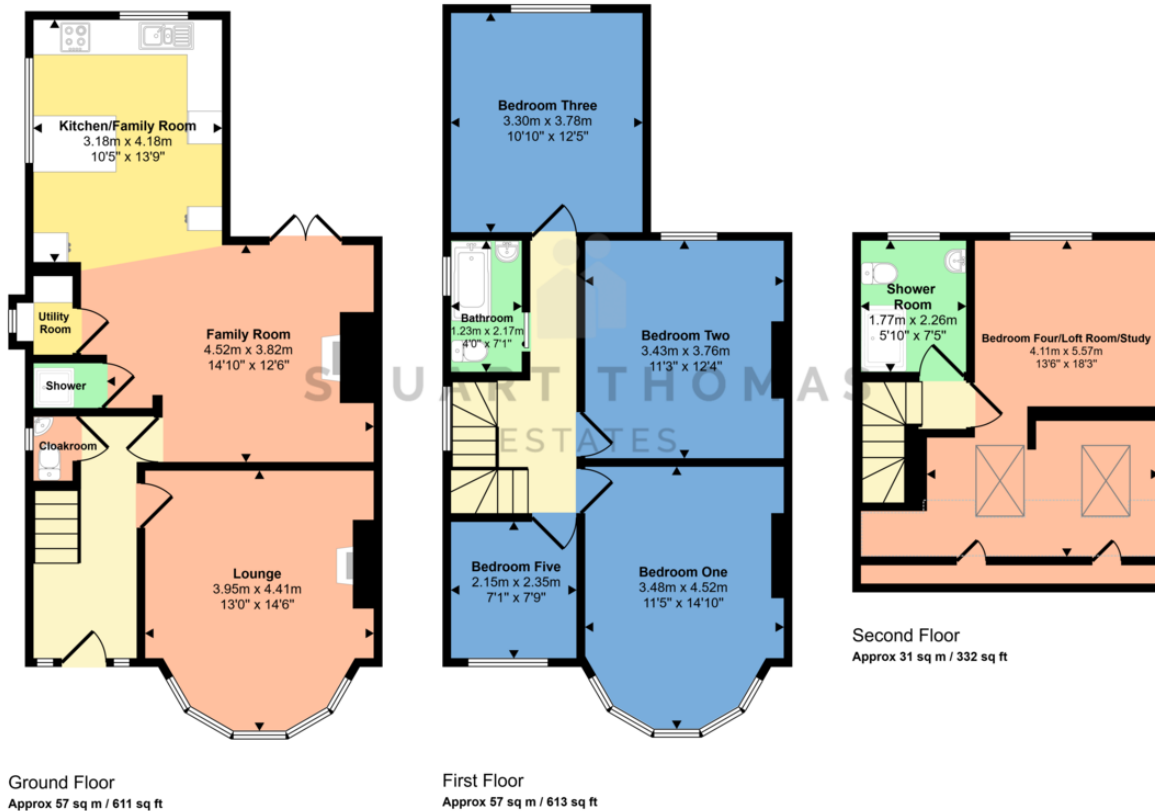 Kitchen/Family Room
3.18m x 4.18m
10'5" x 13'9"
Utility
Room
Family Room
4.52m x 3.82m
14'10" x 12'6"
Shower
Cloakroom
Lounge
3.95m x 4.41m
13'0" x 14'6"
Ground Floor
Approx 57 sq m / 611 sq ft
Bedroom Three
3.30m x 3.78m
10'10" x 12'5"
Bathroom
1.23m x 2.17m
4'0" x 7'1"
Bedroom Two
3.43m x 3.76m
11'3" x 12'4"
STUART THOMAS
ESTATES
Bedroom Five
2.15m x 2.35m
7'1" x 7'9"
Bedroom One
3.48m x 4.52m
11'5" x 14'10"
First Floor
Approx 57 sq m / 613 sq ft
Shower
Room
1.77m x 2.26m
5'10" x 7'5"
Bedroom Four/Loft Room/Study
4.11m x 5.57m
13'6" x 18'3"
Second Floor
Approx 31 sq m / 332 sq ft